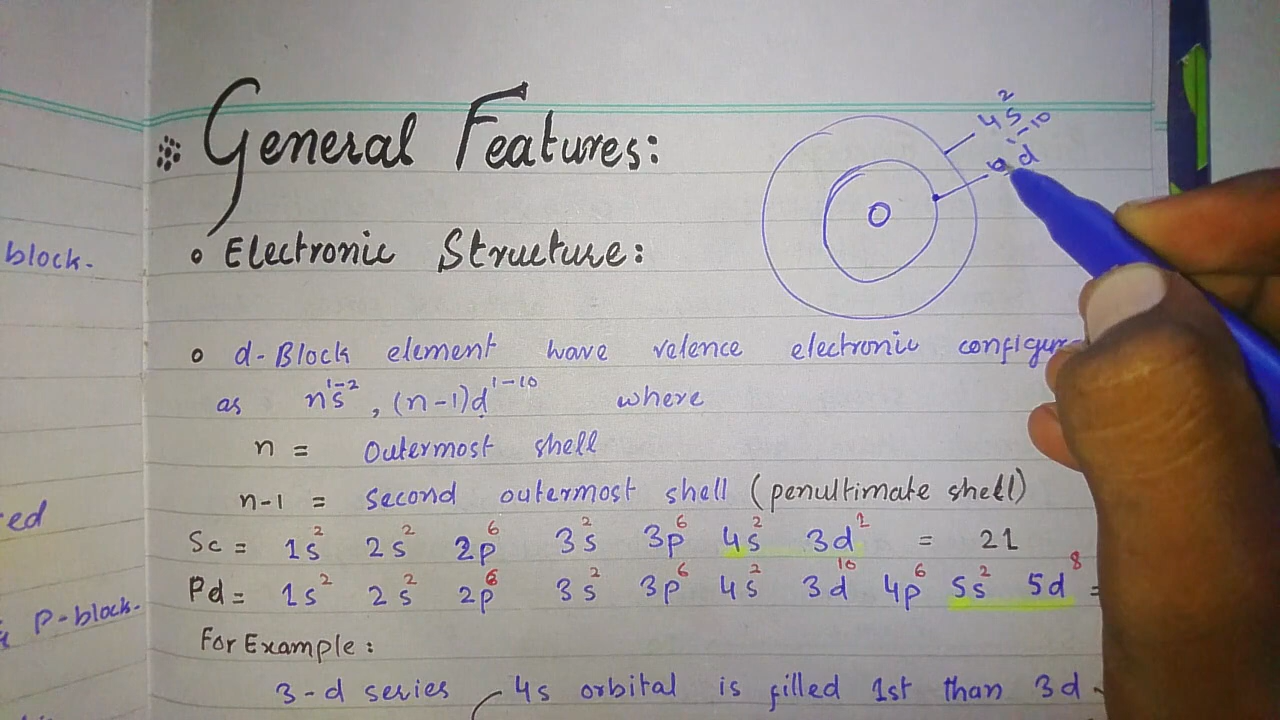 General Features:
4s²
d¹⁻¹⁰
block.
o Electronic Structure:
o d-Block element have valence electronic
as ns¹⁻², (n-1)d¹⁻¹⁰ where
n = Outermost shell
n-1 = second outermost shell (penultimate shell)
ed
Sc = 1s² 2s² 2p⁶ 3s² 3p⁶ 4s² 3d¹ = 21
Pd = 1s² 2s² 2p⁶ 3s² 3p⁶ 4s² 3d¹⁰ 4p⁶ 5s² 5d⁸ =
p-block.
For Example:
3-d series 4s orbital is filled 1st than 3d